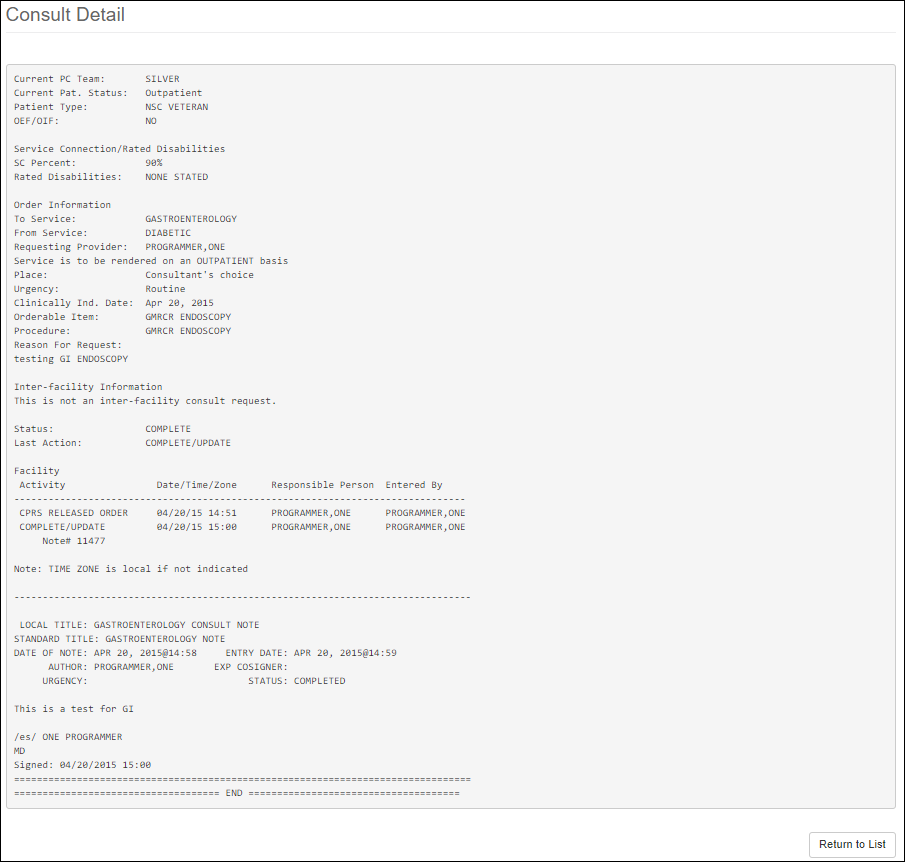 Consult Detail
Current PC Team:       SILVER
Current Pat. Status:   Outpatient
Patient Type:          NSC VETERAN
OEF/OIF:               NO
Service Connection/Rated Disabilities
SC Percent:            90%
Rated Disabilities:    NONE STATED
Order Information
To Service:            GASTROENTEROLOGY
From Service:          DIABETIC
Requesting Provider:   PROGRAMMER,ONE
Service is to be rendered on an OUTPATIENT basis
Place:                 Consultant's choice
Urgency:               Routine
Clinically Ind. Date:  Apr 20, 2015
Orderable Item:        GMRCR ENDOSCOPY
Procedure:             GMRCR ENDOSCOPY
Reason For Request:
testing GI ENDOSCOPY
Inter-facility Information
This is not an inter-facility consult request.
Status:                COMPLETE
Last Action:           COMPLETE/UPDATE
Facility
 Activity                Date/Time/Zone      Responsible Person  Entered By
--------------------------------------------------------------------------------
 CPRS RELEASED ORDER     04/20/15 14:51      PROGRAMMER,ONE      PROGRAMMER,ONE
 COMPLETE/UPDATE         04/20/15 15:00      PROGRAMMER,ONE      PROGRAMMER,ONE
     Note# 11477
Note: TIME ZONE is local if not indicated
--------------------------------------------------------------------------------
 LOCAL TITLE: GASTROENTEROLOGY CONSULT NOTE
STANDARD TITLE: GASTROENTEROLOGY NOTE
DATE OF NOTE: APR 20, 2015@14:58     ENTRY DATE: APR 20, 2015@14:59
      AUTHOR: PROGRAMMER,ONE       EXP COSIGNER:
     URGENCY:                            STATUS: COMPLETED
This is a test for GI
/es/ ONE PROGRAMMER
MD
Signed: 04/20/2015 15:00
================================================================================
==================================== END =====================================
Return to List